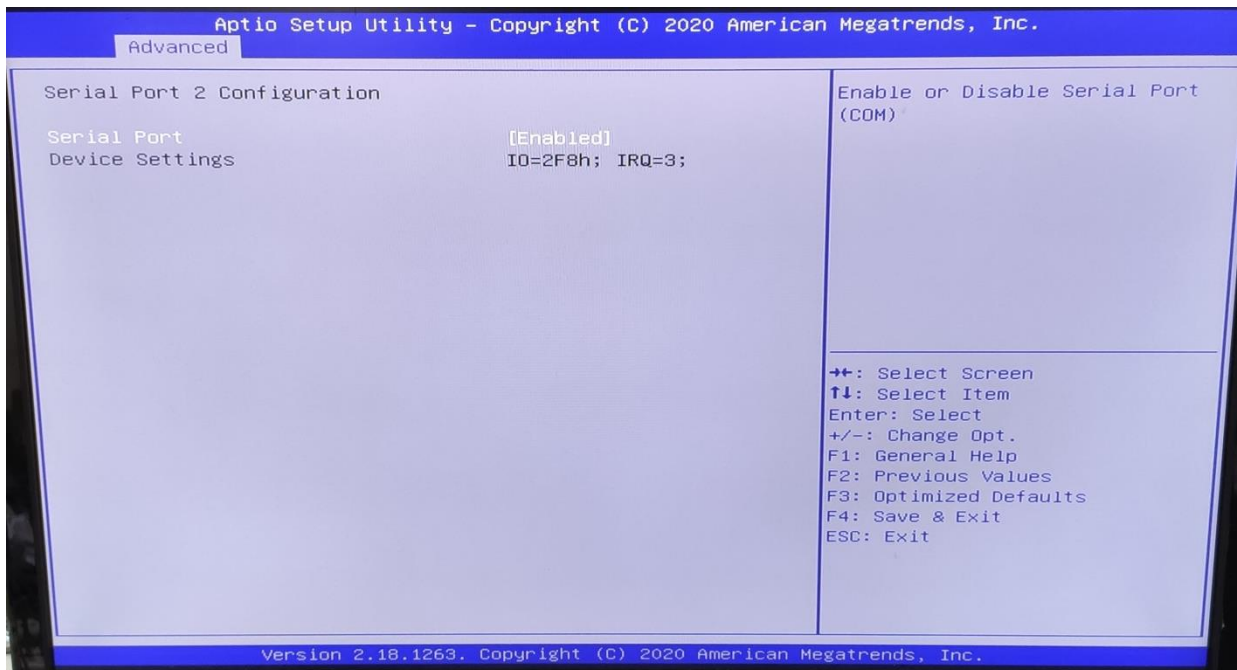 Aptio Setup Utility – Copyright (C) 2020 American Megatrends, Inc.
Advanced
Serial Port 2 Configuration
Serial Port [Enabled]
Device Settings IO=2F8h; IRQ=3;
Enable or Disable Serial Port
(COM)
→←: Select Screen
↑↓: Select Item
Enter: Select
+/-: Change Opt.
F1: General Help
F2: Previous Values
F3: Optimized Defaults
F4: Save & Exit
ESC: Exit
Version 2.18.1263. Copyright (C) 2020 American Megatrends, Inc.